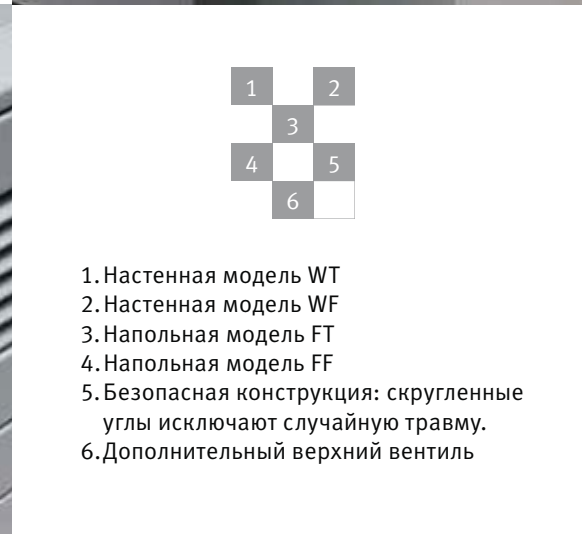 1 2
3
4 5
6
1.Настенная модель WT
2.Настенная модель WF
3.Напольная модель FT
4.Напольная модель FF
5.Безопасная конструкция: скругленные
углы исключают случайную травму.
6.Дополнительный верхний вентиль